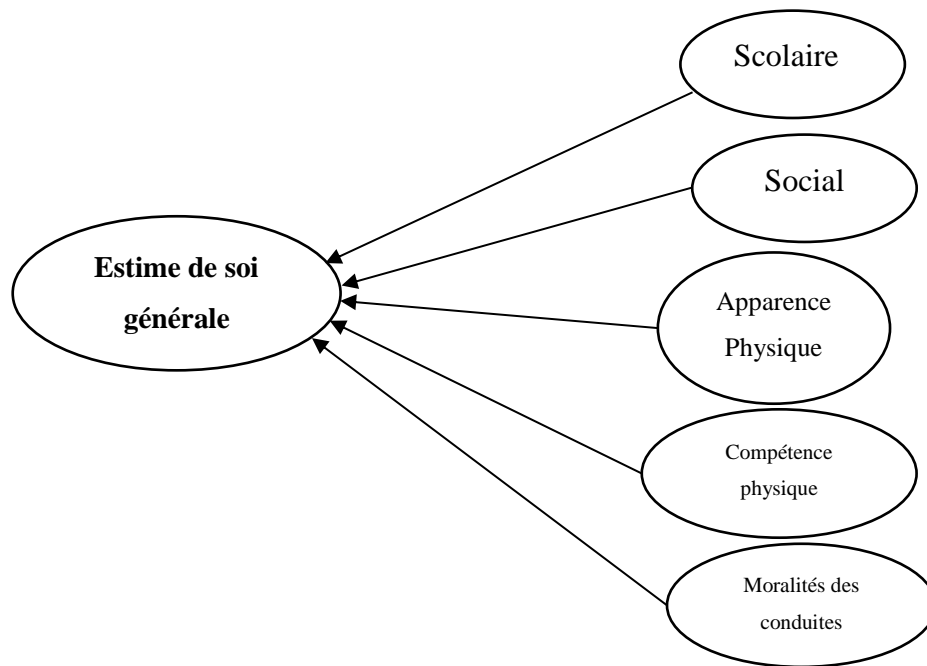 Scolaire
Social
Estime de soi
générale
Apparence
Physique
Compétence
physique
Moralités des
conduites